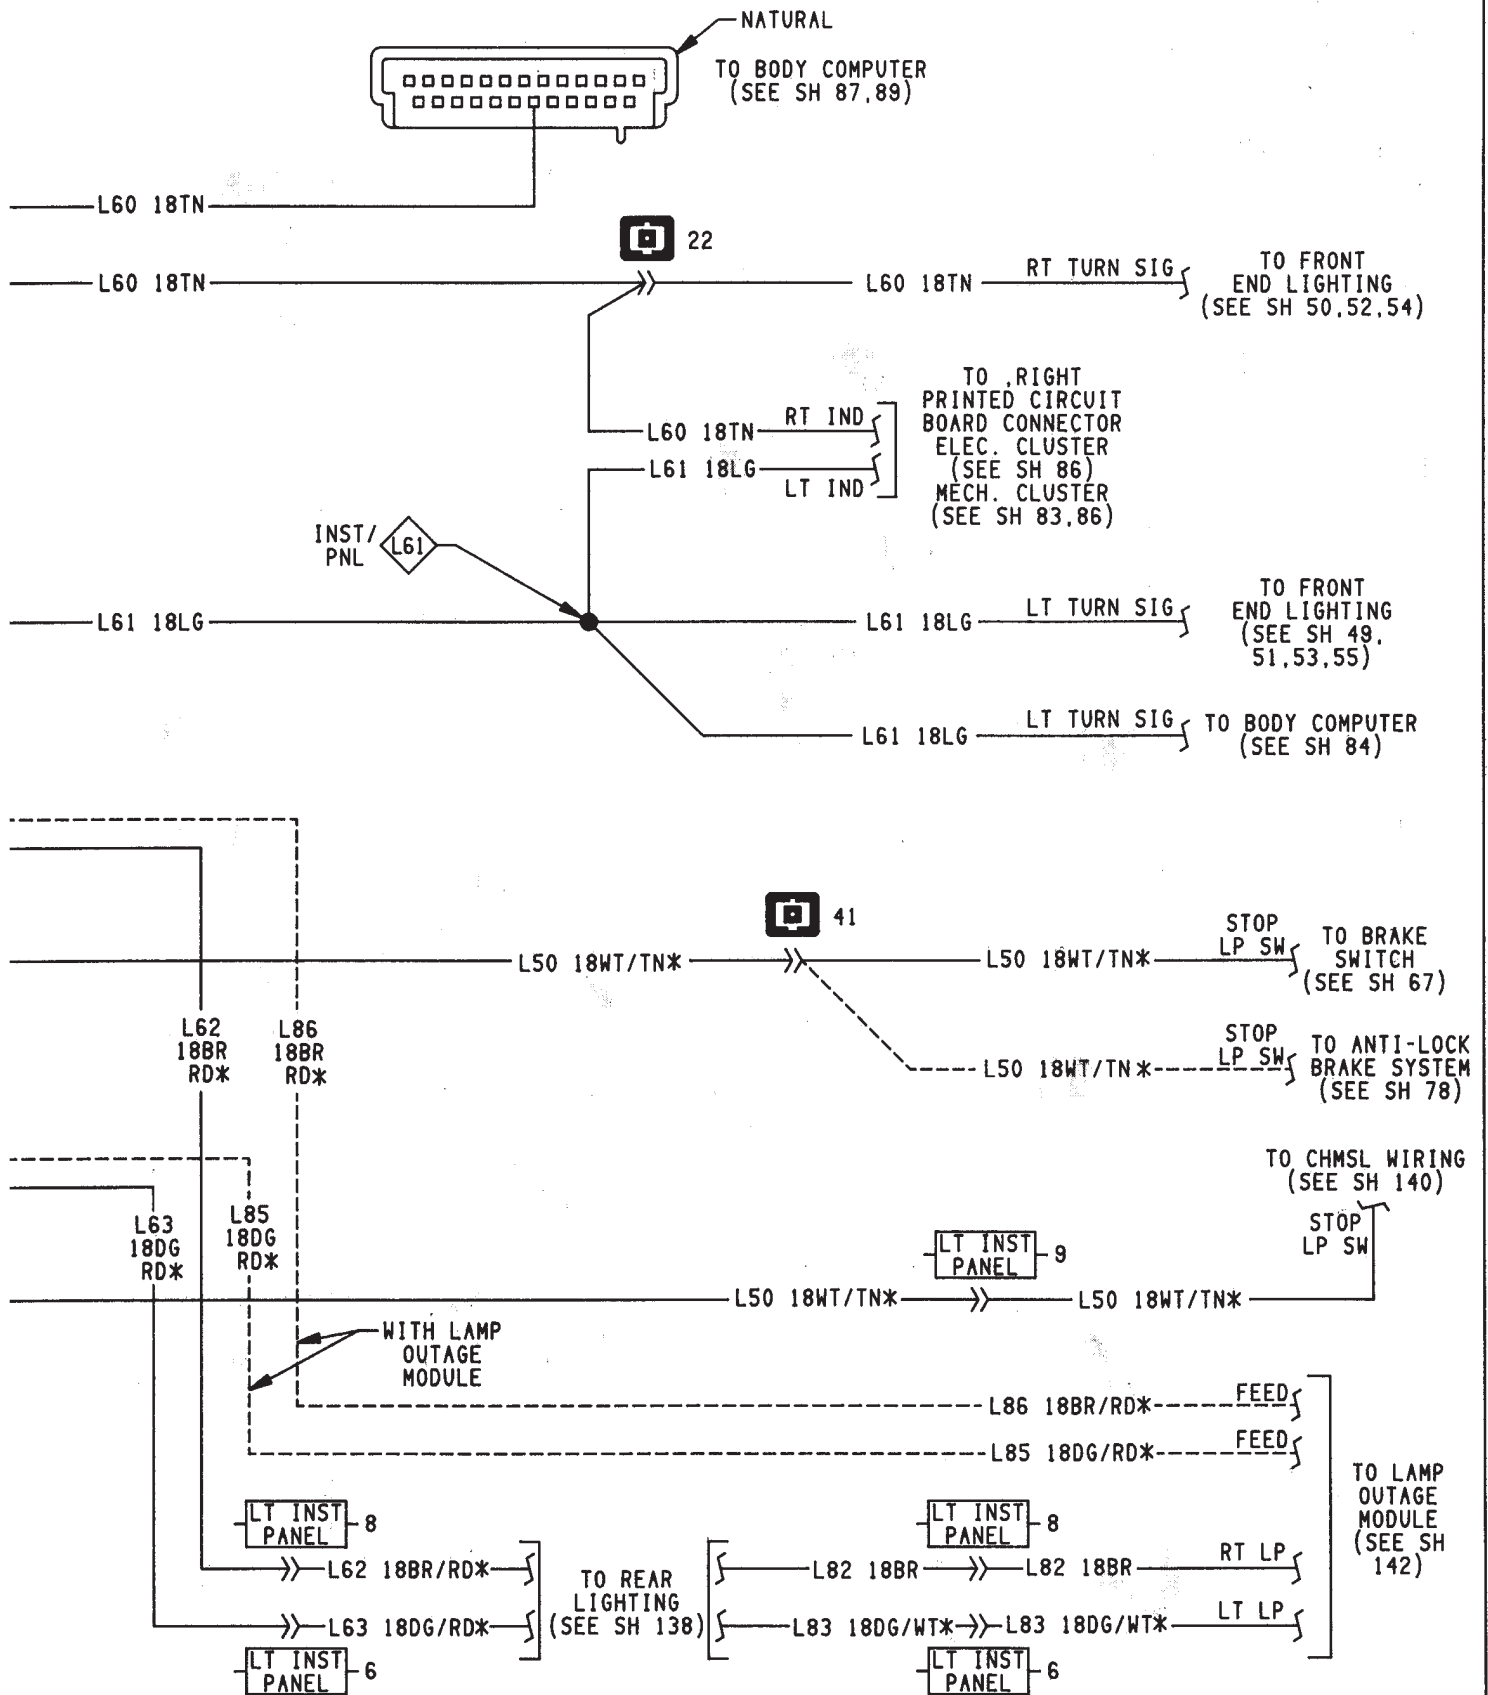 NATURAL
TO BODY COMPUTER
(SEE SH 87,89)
L60 18TN
22
L60 18TN
L60 18TN
RT TURN SIG
TO FRONT
END LIGHTING
(SEE SH 50,52,54)
TO ,RIGHT
PRINTED CIRCUIT
BOARD CONNECTOR
ELEC. CLUSTER
(SEE SH 86)
MECH. CLUSTER
(SEE SH 83,86)
L60 18TN
RT IND
L61 18LG
LT IND
INST/
PNL
L61
L61 18LG
L61 18LG
LT TURN SIG
TO FRONT
END LIGHTING
(SEE SH 49,
51,53,55)
L61 18LG
LT TURN SIG
TO BODY COMPUTER
(SEE SH 84)
41
L50 18WT/TN*
L50 18WT/TN*
STOP
LP SW
TO BRAKE
SWITCH
(SEE SH 67)
L62
18BR
RD*
L86
18BR
RD*
L50 18WT/TN*
STOP
LP SW
TO ANTI-LOCK
BRAKE SYSTEM
(SEE SH 78)
TO CHMSL WIRING
(SEE SH 140)
STOP
LP SW
L63
18DG
RD*
L85
18DG
RD*
LT INST
PANEL
9
L50 18WT/TN*
L50 18WT/TN*
WITH LAMP
OUTAGE
MODULE
L86 18BR/RD*
FEED
L85 18DG/RD*
FEED
TO LAMP
OUTAGE
MODULE
(SEE SH
142)
LT INST
PANEL
8
LT INST
PANEL
8
L62 18BR/RD*
TO REAR
LIGHTING
(SEE SH 138)
L82 18BR
L82 18BR
RT LP
L63 18DG/RD*
L83 18DG/WT*
L83 18DG/WT*
LT LP
LT INST
PANEL
6
LT INST
PANEL
6